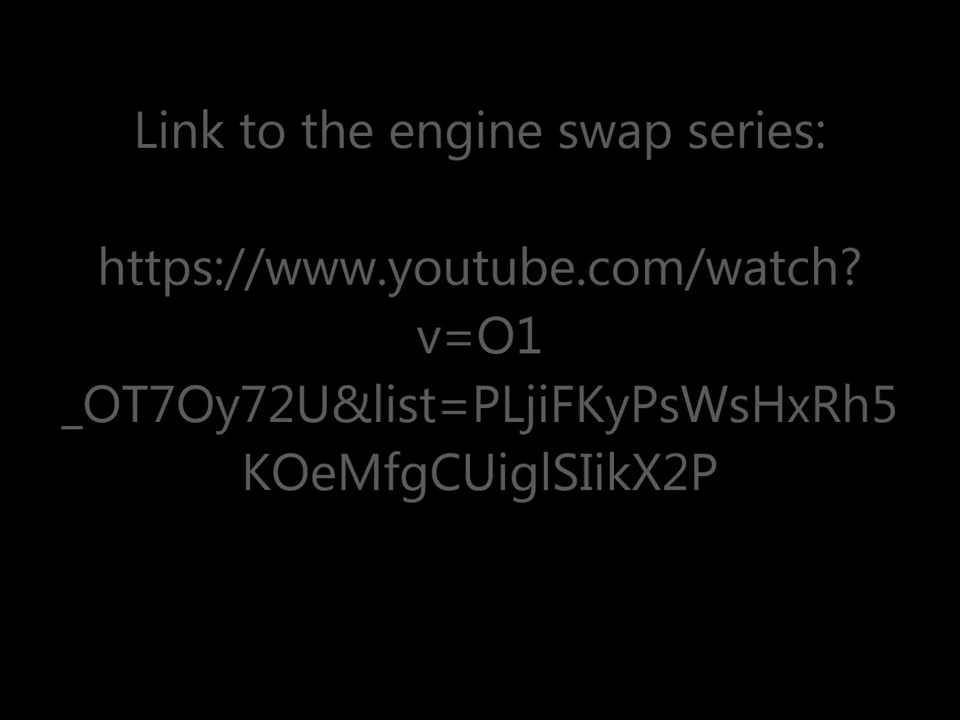 Link to the engine swap series:
https://www.youtube.com/watch?
v=O1
_OT7Oy72U&list=PLjiFKyPsWsHxRh5
KOeMfgCUiglSIikX2P